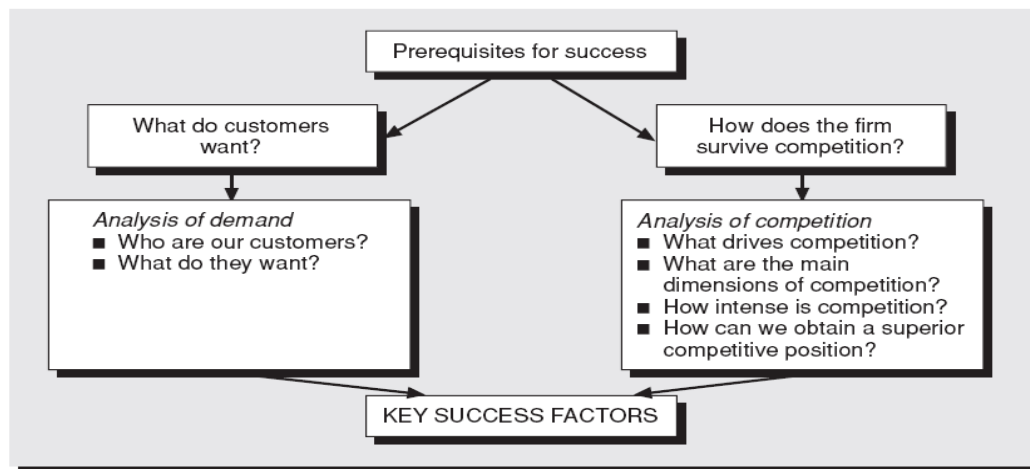 Prerequisites for success
What do customers
want?
How does the firm
survive competition?
Analysis of demand
■ Who are our customers?
■ What do they want?
Analysis of competition
■ What drives competition?
■ What are the main
dimensions of competition?
■ How intense is competition?
■ How can we obtain a superior
competitive position?
KEY SUCCESS FACTORS